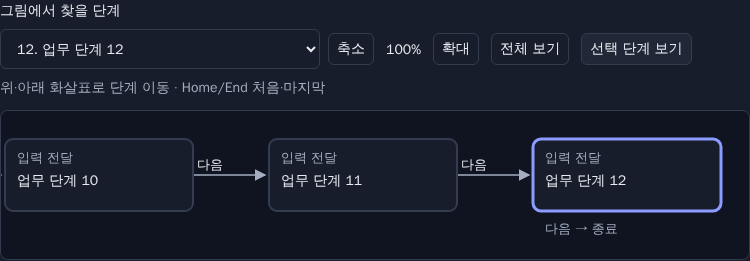 그림에서 찾을 단계
12. 업무 단계 12 축소 100% 확대 전체 보기 선택 단계 보기
위·아래 화살표로 단계 이동 · Home/End 처음·마지막
입력 전달
업무 단계 10
다음
입력 전달
업무 단계 11
다음
입력 전달
업무 단계 12
다음 → 종료